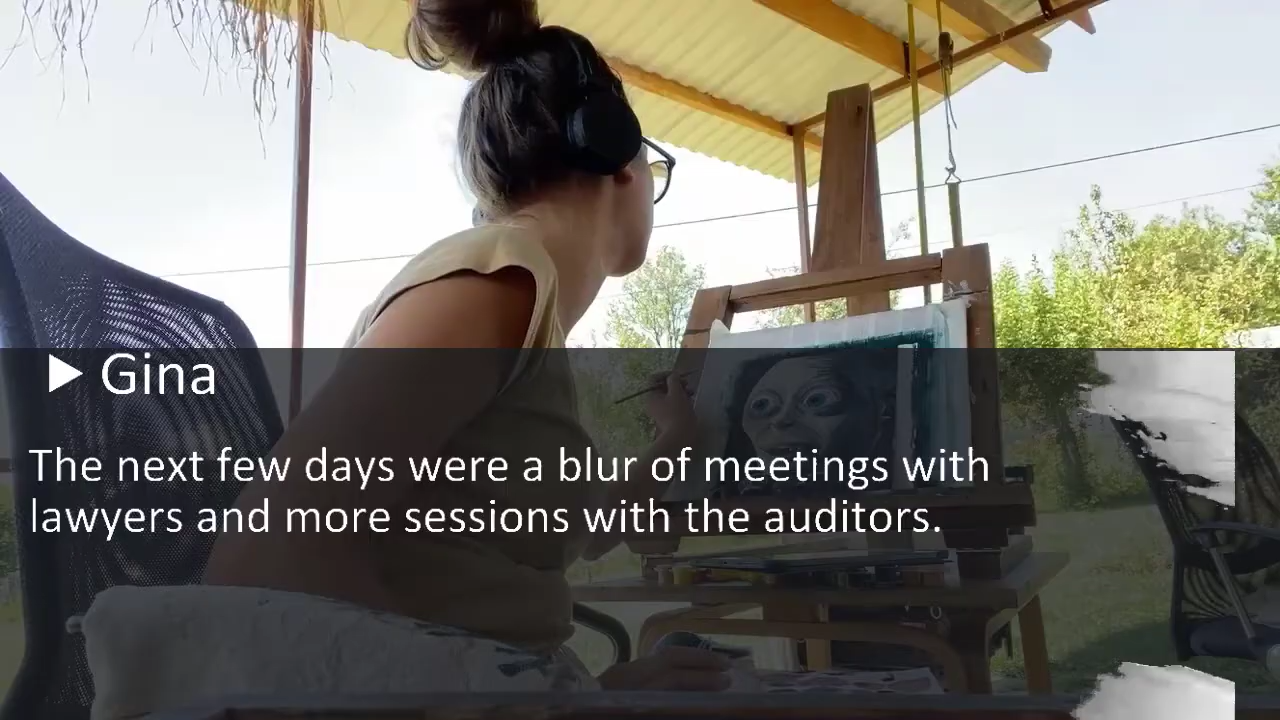 Gina
The next few days were a blur of meetings with
lawyers and more sessions with the auditors.